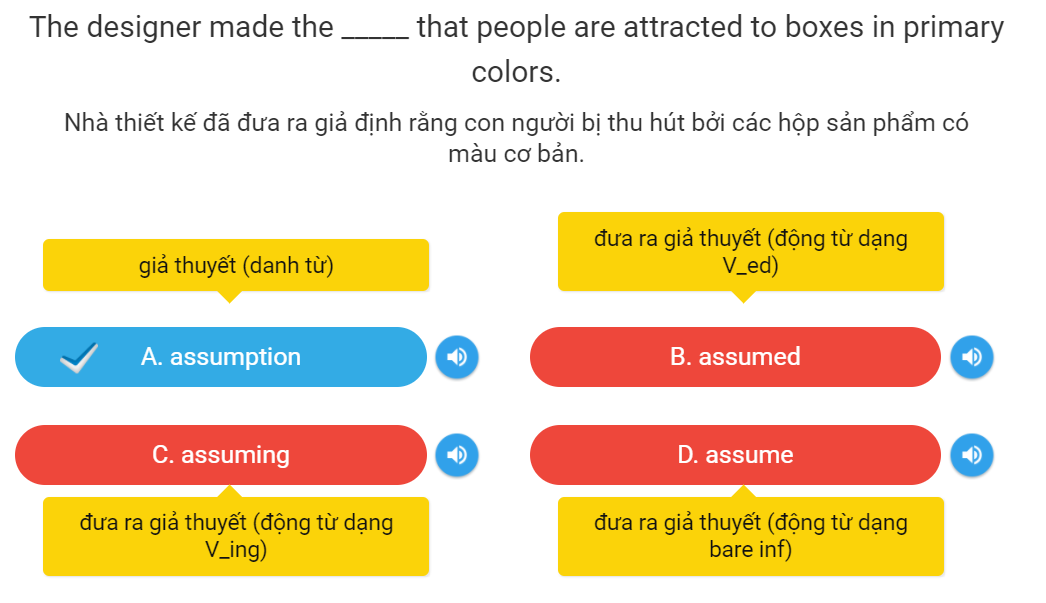 The designer made the _____ that people are attracted to boxes in primary
colors.
Nhà thiết kế đã đưa ra giả định rằng con người bị thu hút bởi các hộp sản phẩm có
màu cơ bản.
giả thuyết (danh từ)
đưa ra giả thuyết (động từ dạng
V_ed)
A. assumption
B. assumed
C. assuming
D. assume
đưa ra giả thuyết (động từ dạng
V_ing)
đưa ra giả thuyết (động từ dạng
bare inf)